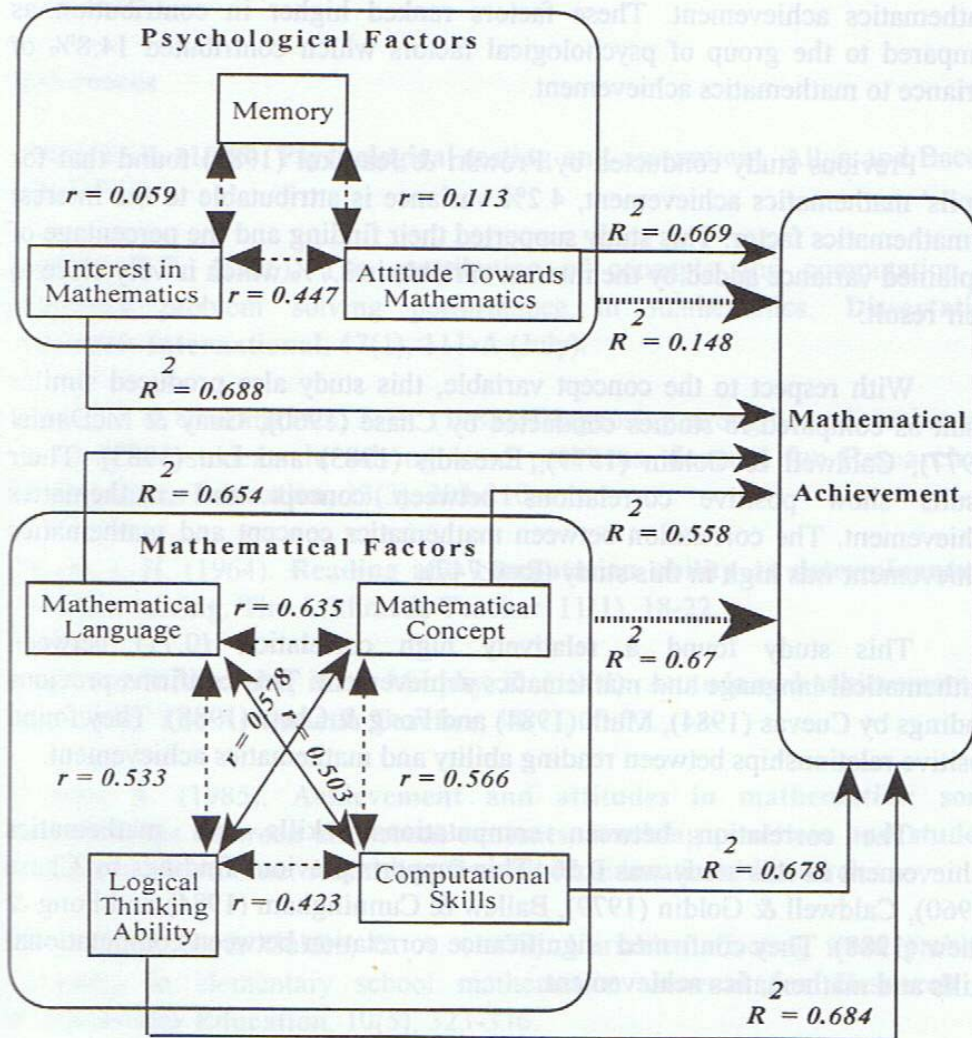 Psychological Factors
Memory
r = 0.059
r = 0.113
Interest in
Mathematics
r = 0.447
Attitude Towards
Mathematics
R² = 0.669
R² = 0.148
R² = 0.688
Mathematical
Achievement
R² = 0.654
R² = 0.558
Mathematical Factors
Mathematical
Language
r = 0.635
Mathematical
Concept
R² = 0.67
r = 0.503
r = 0.533
r = 0.566
Logical
Thinking
Ability
r = 0.423
Computational
Skills
R² = 0.678
R² = 0.684